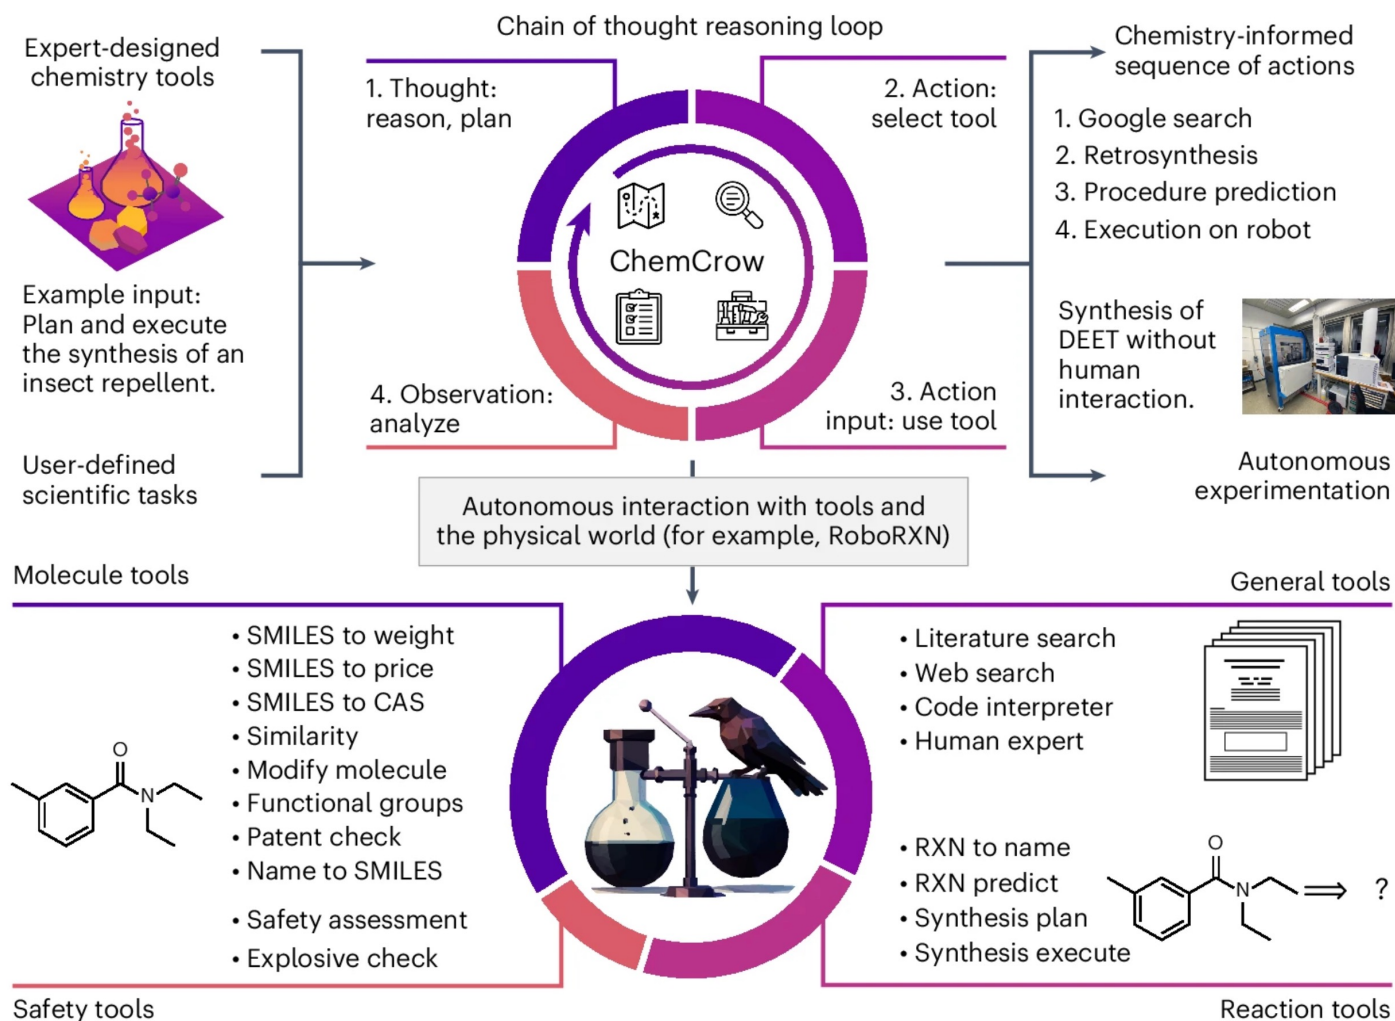 Chain of thought reasoning loop
Expert-designed
chemistry tools
Example input:
Plan and execute
the synthesis of an
insect repellent.
User-defined
scientific tasks
1. Thought:
reason, plan
2. Action:
select tool
ChemCrow
3. Action
input: use tool
4. Observation:
analyze
Chemistry-informed
sequence of actions
1. Google search
2. Retrosynthesis
3. Procedure prediction
4. Execution on robot
Synthesis of
DEET without
human
interaction.
Autonomous
experimentation
Autonomous interaction with tools and
the physical world (for example, RoboRXN)
Molecule tools
• SMILES to weight
• SMILES to price
• SMILES to CAS
• Similarity
• Modify molecule
• Functional groups
• Patent check
• Name to SMILES
O
N
• Safety assessment
• Explosive check
Safety tools
General tools
• Literature search
• Web search
• Code interpreter
• Human expert
• RXN to name
• RXN predict
• Synthesis plan
• Synthesis execute
O
N
?
Reaction tools